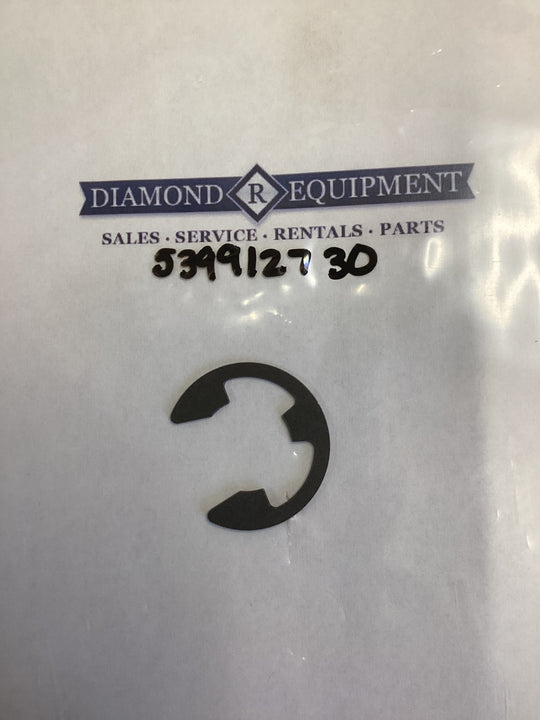 DIAMOND R EQUIPMENT
SALES · SERVICE · RENTALS · PARTS
539912730